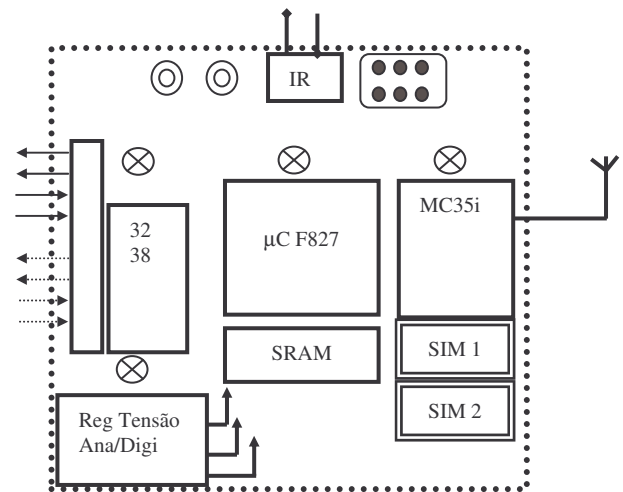 IR
MC35i
32
38
µC F827
SRAM
SIM 1
SIM 2
Reg Tensão
Ana/Digi